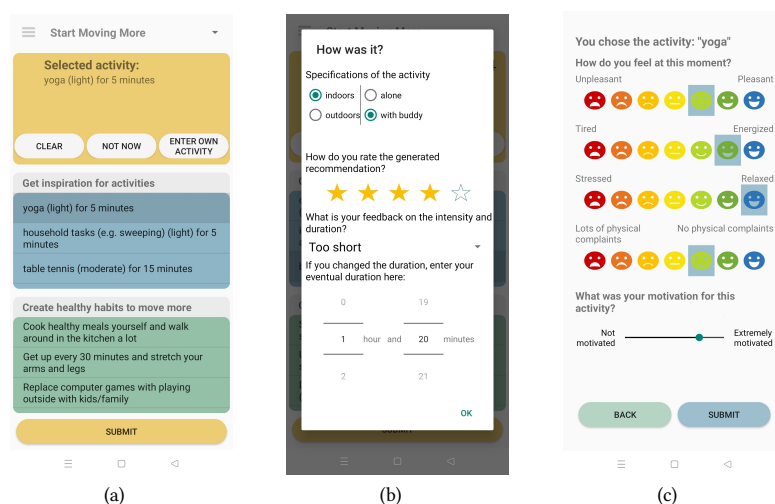 Start Moving More
Selected activity:
yoga (light) for 5 minutes
CLEAR
NOT NOW
ENTER OWN
ACTIVITY
Get inspiration for activities
yoga (light) for 5 minutes
household tasks (e.g. sweeping) (light) for 5
minutes
table tennis (moderate) for 15 minutes
Create healthy habits to move more
Cook healthy meals yourself and walk
around in the kitchen a lot
Get up every 30 minutes and stretch your
arms and legs
Replace computer games with playing
outside with kids/family
SUBMIT
(a)
How was it?
Specifications of the activity
indoors alone
outdoors with buddy
How do you rate the generated
recommendation?
What is your feedback on the intensity and
duration?
Too short
If you changed the duration, enter your
eventual duration here:
0 19
1 hour and 20 minutes
2 21
OK
(b)
You chose the activity: "yoga"
How do you feel at this moment?
Unpleasant Pleasant
Tired Energized
Stressed Relaxed
Lots of physical No physical complaints
complaints
What was your motivation for this
activity?
Not Extremely
motivated motivated
BACK SUBMIT
(c)